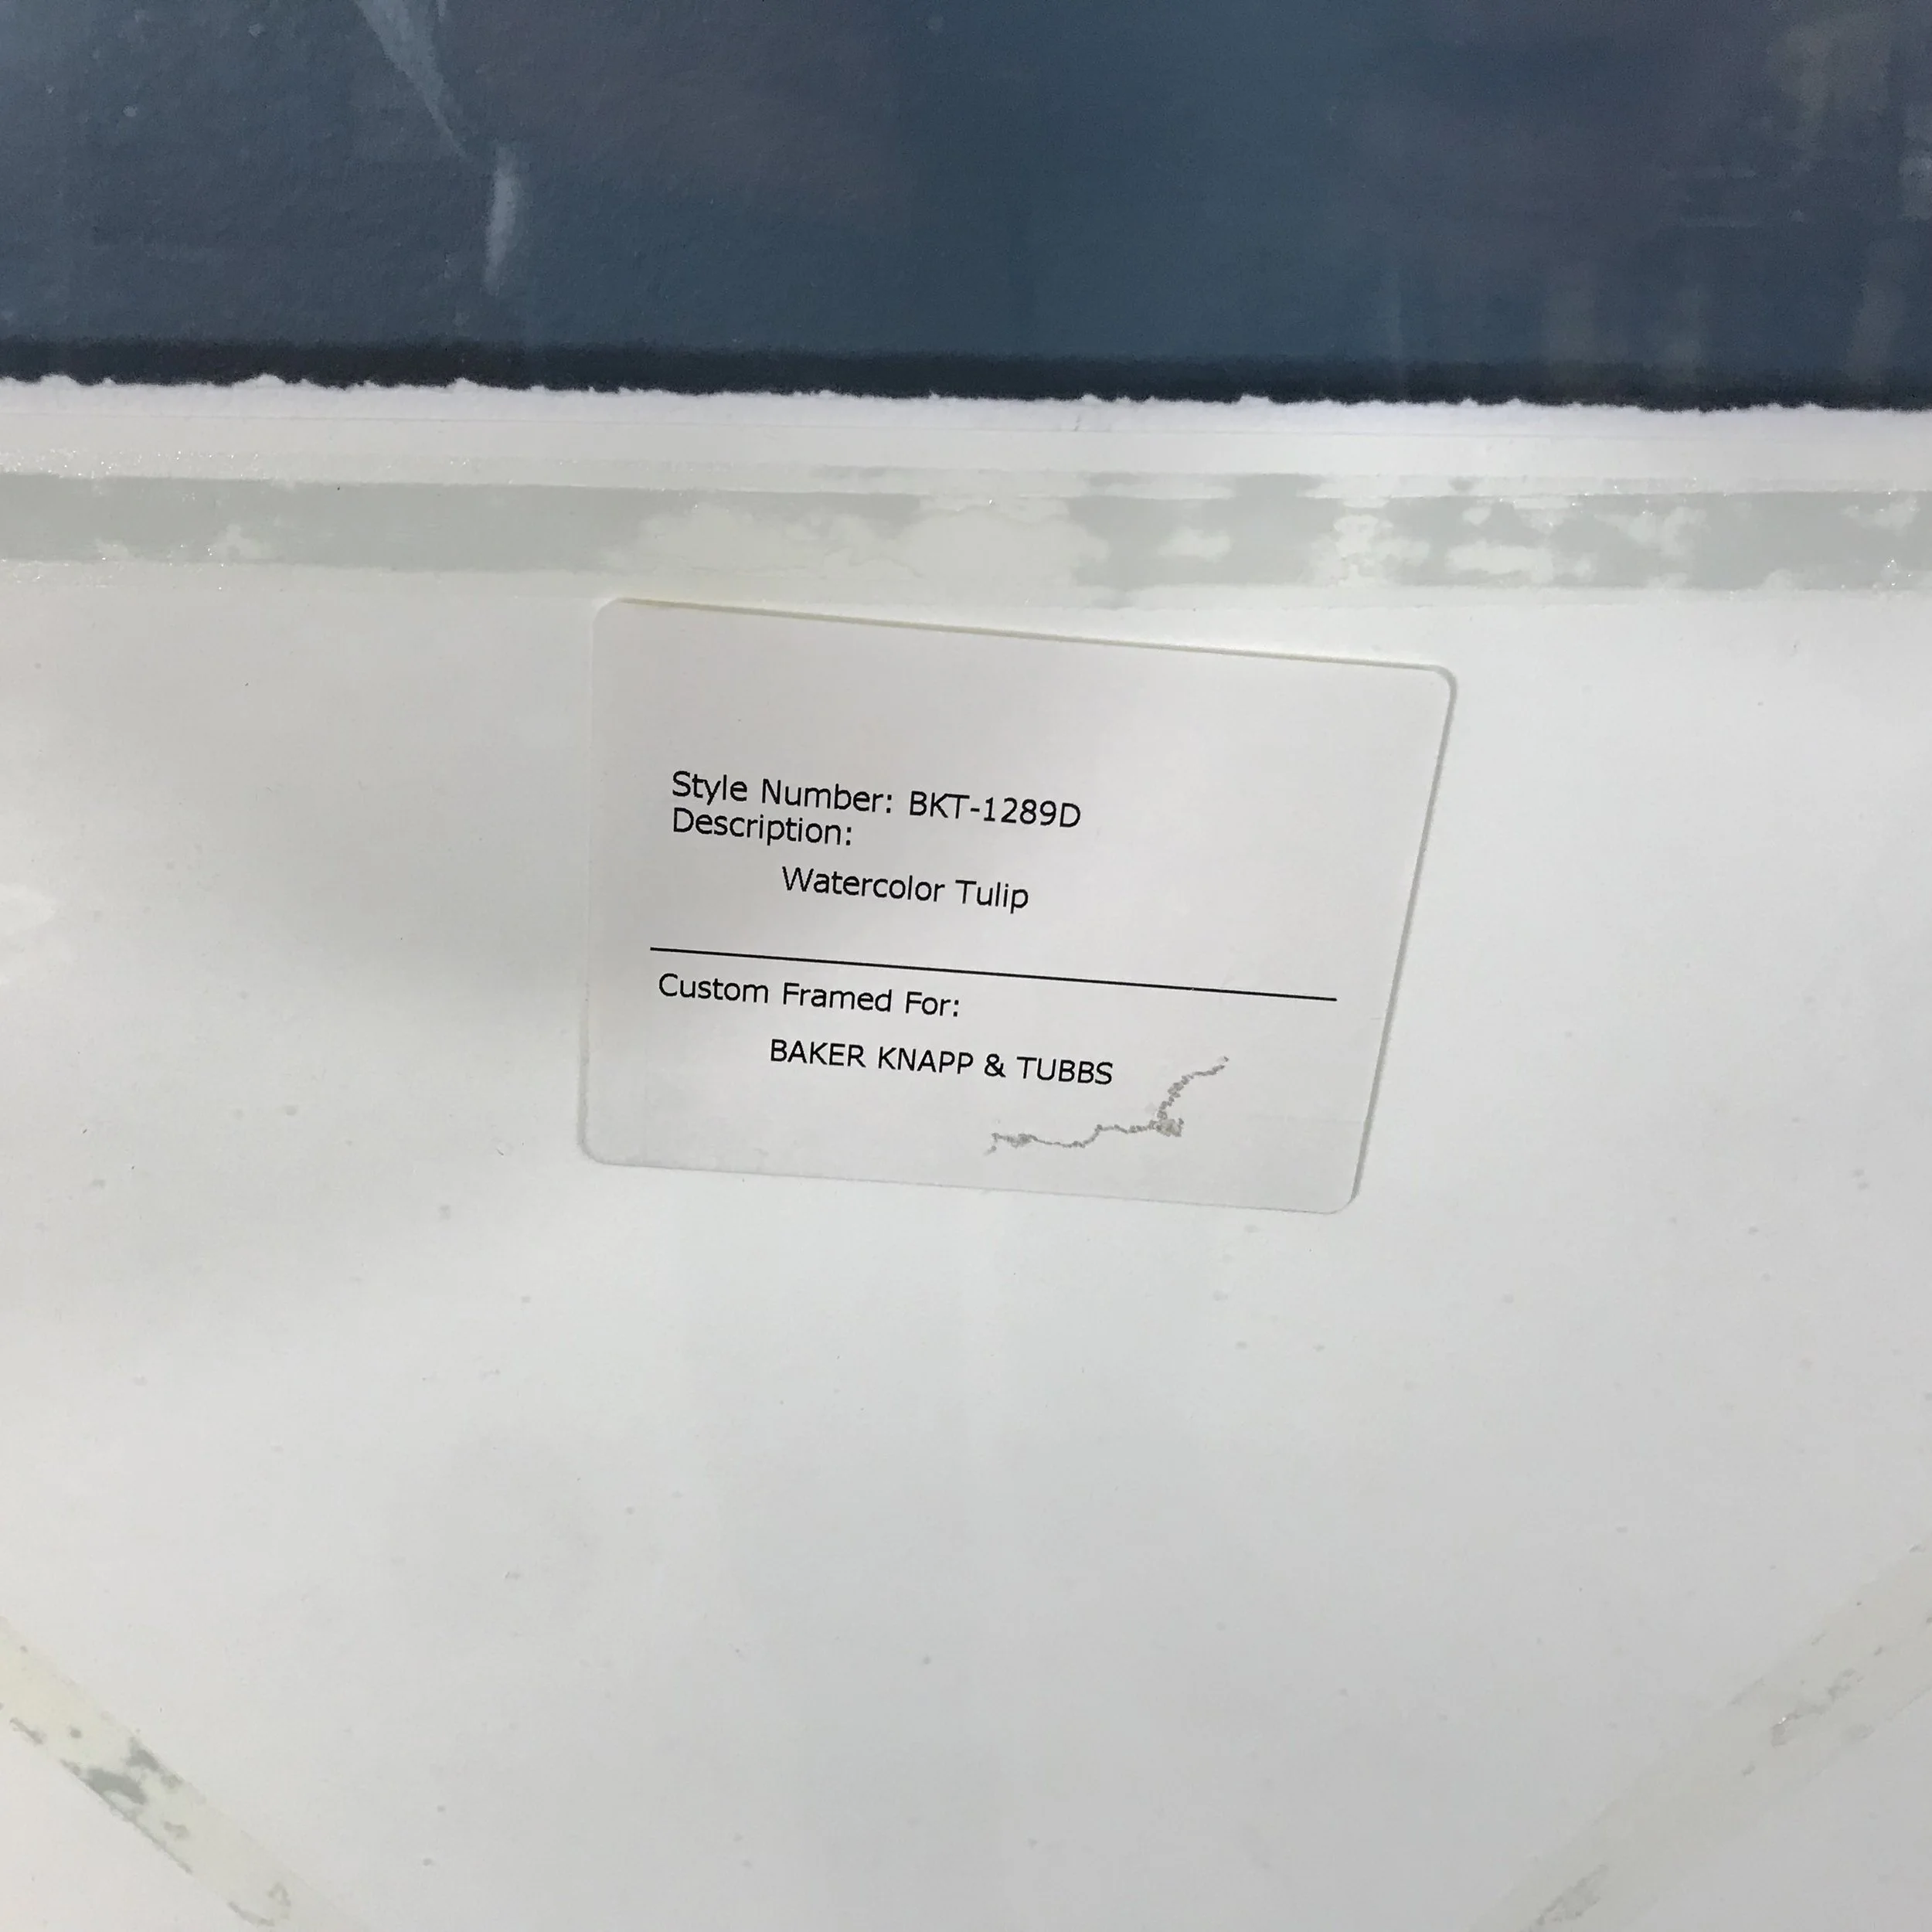 Style Number: BKT-1289D
Description:
Watercolor Tulip
Custom Framed For:
BAKER KNAPP & TUBBS